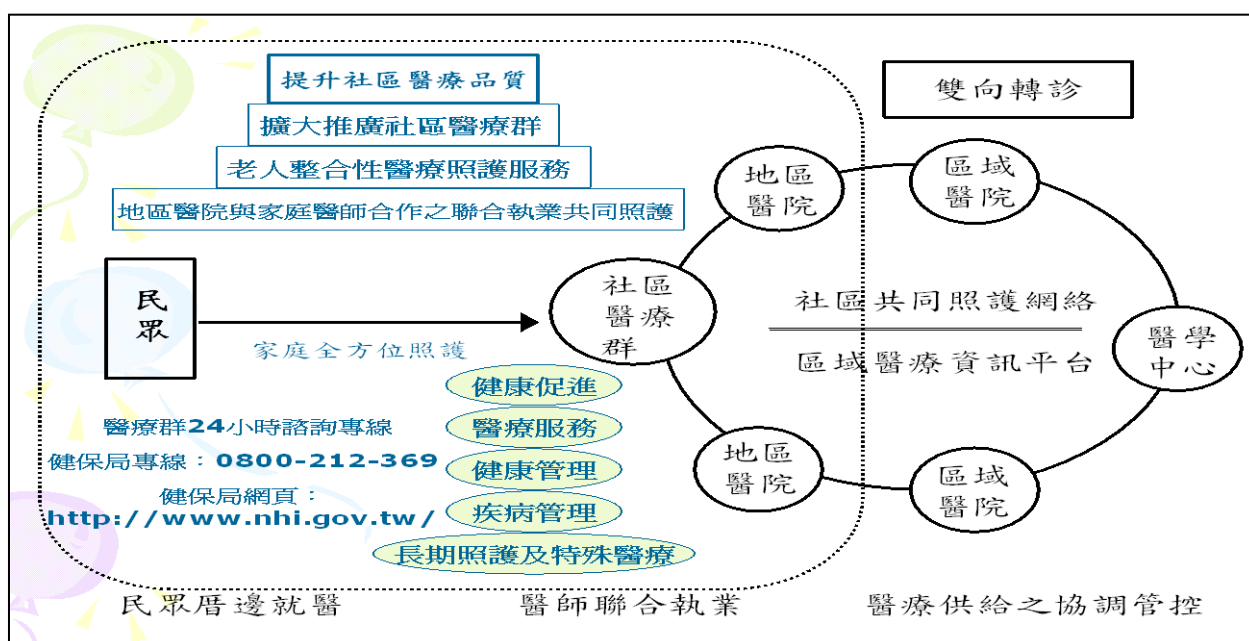 提升社區醫療品質
擴大推廣社區醫療群
老人整合性醫療照護服務
地區醫院與家庭醫師合作之聯合執業共同照護
雙向轉診
地區
醫院
區域
醫院
民
眾
家庭全方位照護
社區
醫療
群
社區共同照護網絡
區域醫療資訊平台
醫學
中心
健康促進
醫療服務
健康管理
疾病管理
長期照護及特殊醫療
醫療群24小時諮詢專線
健保局專線：0800-212-369
健保局網頁：
http://www.nhi.gov.tw/
地區
醫院
區域
醫院
民眾厝邊就醫
醫師聯合執業
醫療供給之協調管控